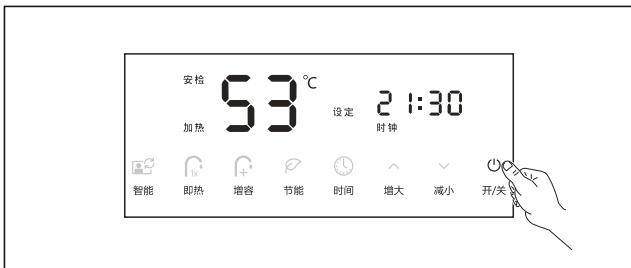 安检
53℃
21:30
设定
加热
时钟
1x
+
智能 即热 增容 节能 时间 增大 减小 开/关